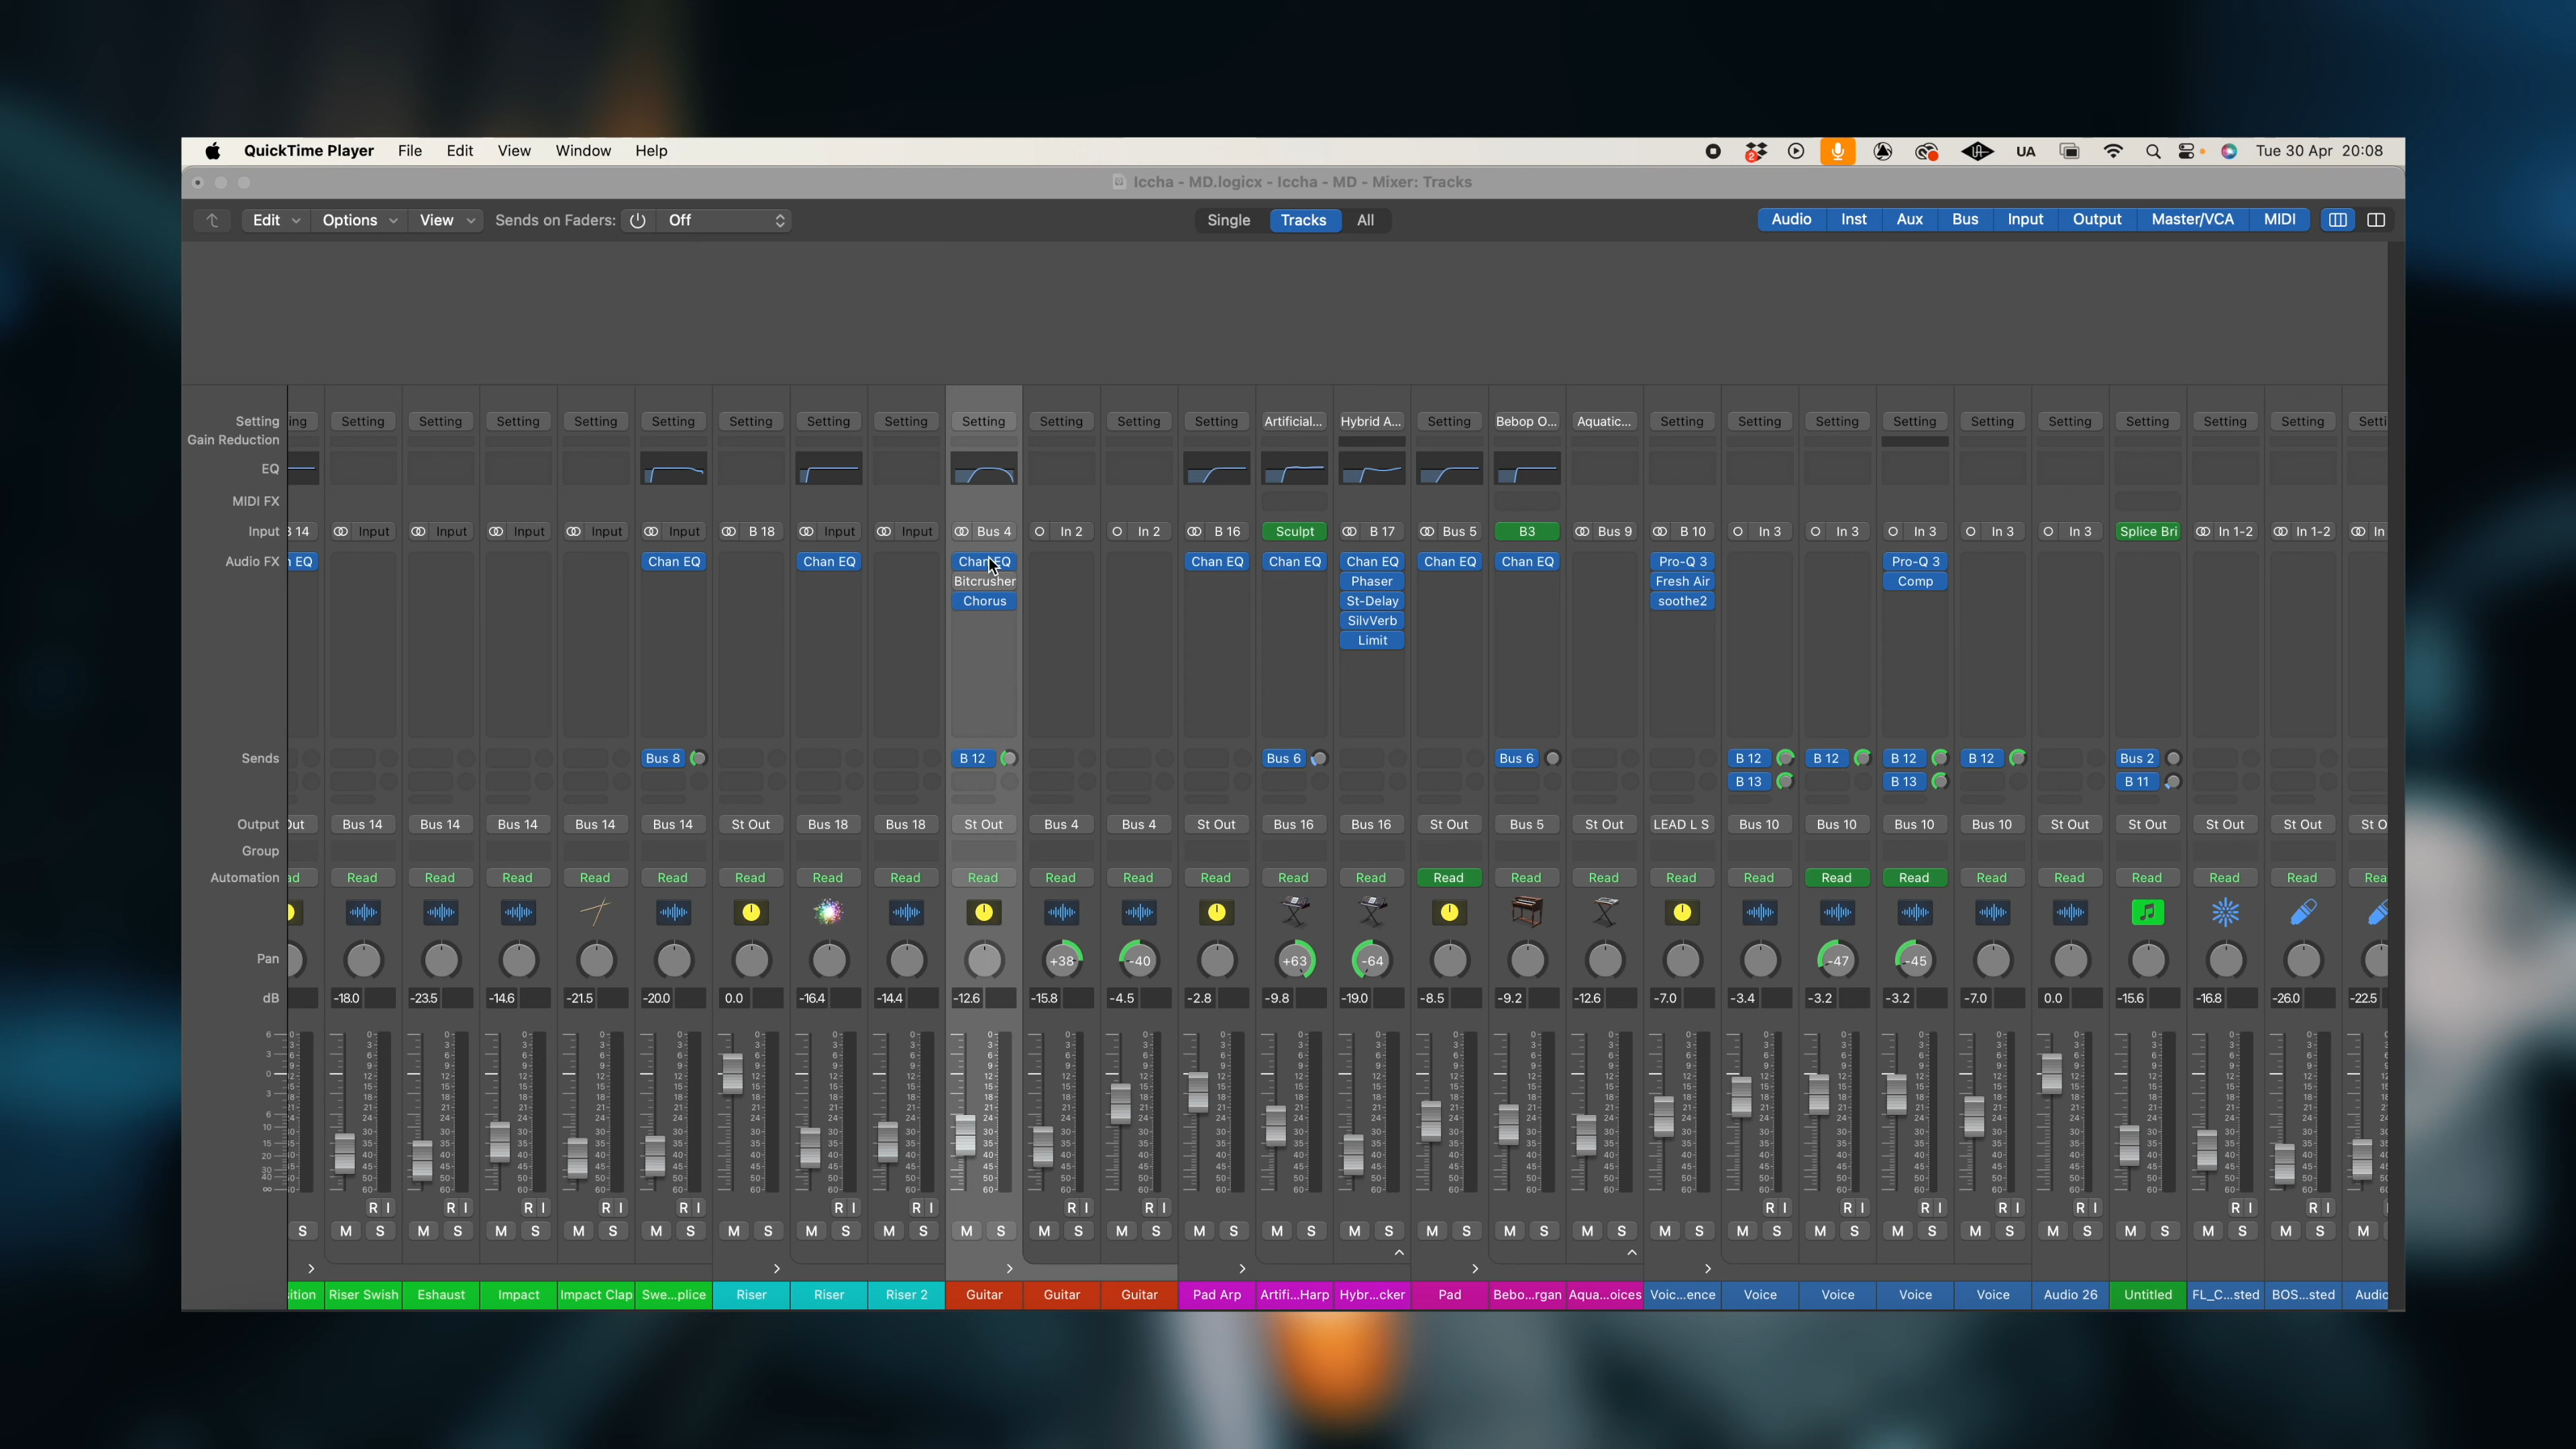 QuickTime Player File Edit View Window Help UA Tue 30 Apr 20:08
Iccha - MD.logicx - Iccha - MD - Mixer: Tracks
Edit Options View Sends on Faders: Off Single Tracks All Audio Inst Aux Bus Input Output Master/VCA MIDI
Setting ing Setting Setting Setting Setting Setting Setting Setting Setting Setting Setting Setting Setting Artificial... Hybrid A... Setting Bebop O... Aquatic... Setting Setting Setting Setting Setting Setting Setting Setting Setting Setti
Gain Reduction
EQ
MIDI FX
Input 14 Input Input Input Input Input B 18 Input Input Bus 4 In 2 In 2 B 16 Sculpt B 17 Bus 5 B3 Bus 9 B 10 In 3 In 3 In 3 In 3 In 3 Splice Bri In 1-2 In 1-2 In
Audio FX EQ Chan EQ Chan EQ Chan EQ Chan EQ Chan EQ Chan EQ Chan EQ Chan EQ Pro-Q 3 Pro-Q 3
Bitcrusher Phaser Fresh Air Comp
Chorus St-Delay soothe2
SilvVerb
Limit
Sends Bus 8 B 12 Bus 6 Bus 6 B 12 B 12 B 12 B 12 Bus 2
B 13 B 13 B 11
Output Out Bus 14 Bus 14 Bus 14 Bus 14 Bus 14 St Out Bus 18 Bus 18 St Out Bus 4 Bus 4 St Out Bus 16 Bus 16 St Out Bus 5 St Out LEAD L S Bus 10 Bus 10 Bus 10 Bus 10 St Out St Out St Out St Out St O
Group
Automation ad Read Read Read Read Read Read Read Read Read Read Read Read Read Read Read Read Read Read Read Read Read Read Read Read Read Read Rea
Pan +38 -40 +63 -64 -47 -45
dB -18.0 -23.5 -14.6 -21.5 -20.0 0.0 -16.4 -14.4 -12.6 -15.8 -4.5 -2.8 -9.8 -19.0 -8.5 -9.2 -12.6 -7.0 -3.4 -3.2 -3.2 -7.0 0.0 -15.6 -16.8 -26.0 -22.5
R I R I R I R I R I R I R I R I R I R I R I R I R I R I R I R I
S M S M S M S M S M S M S M S M S M S M S M S M S M S M S M S M S M S M S M S M S M S M S M S M S M S M S M
ition Riser Swish Eshaust Impact Impact Clap Swe...plice Riser Riser Riser 2 Guitar Guitar Guitar Pad Arp Artifi...Harp Hybr...cker Pad Bebo...rgan Aqua...oices Voic...ence Voice Voice Voice Voice Audio 26 Untitled FL_C...sted BOS...sted Audio